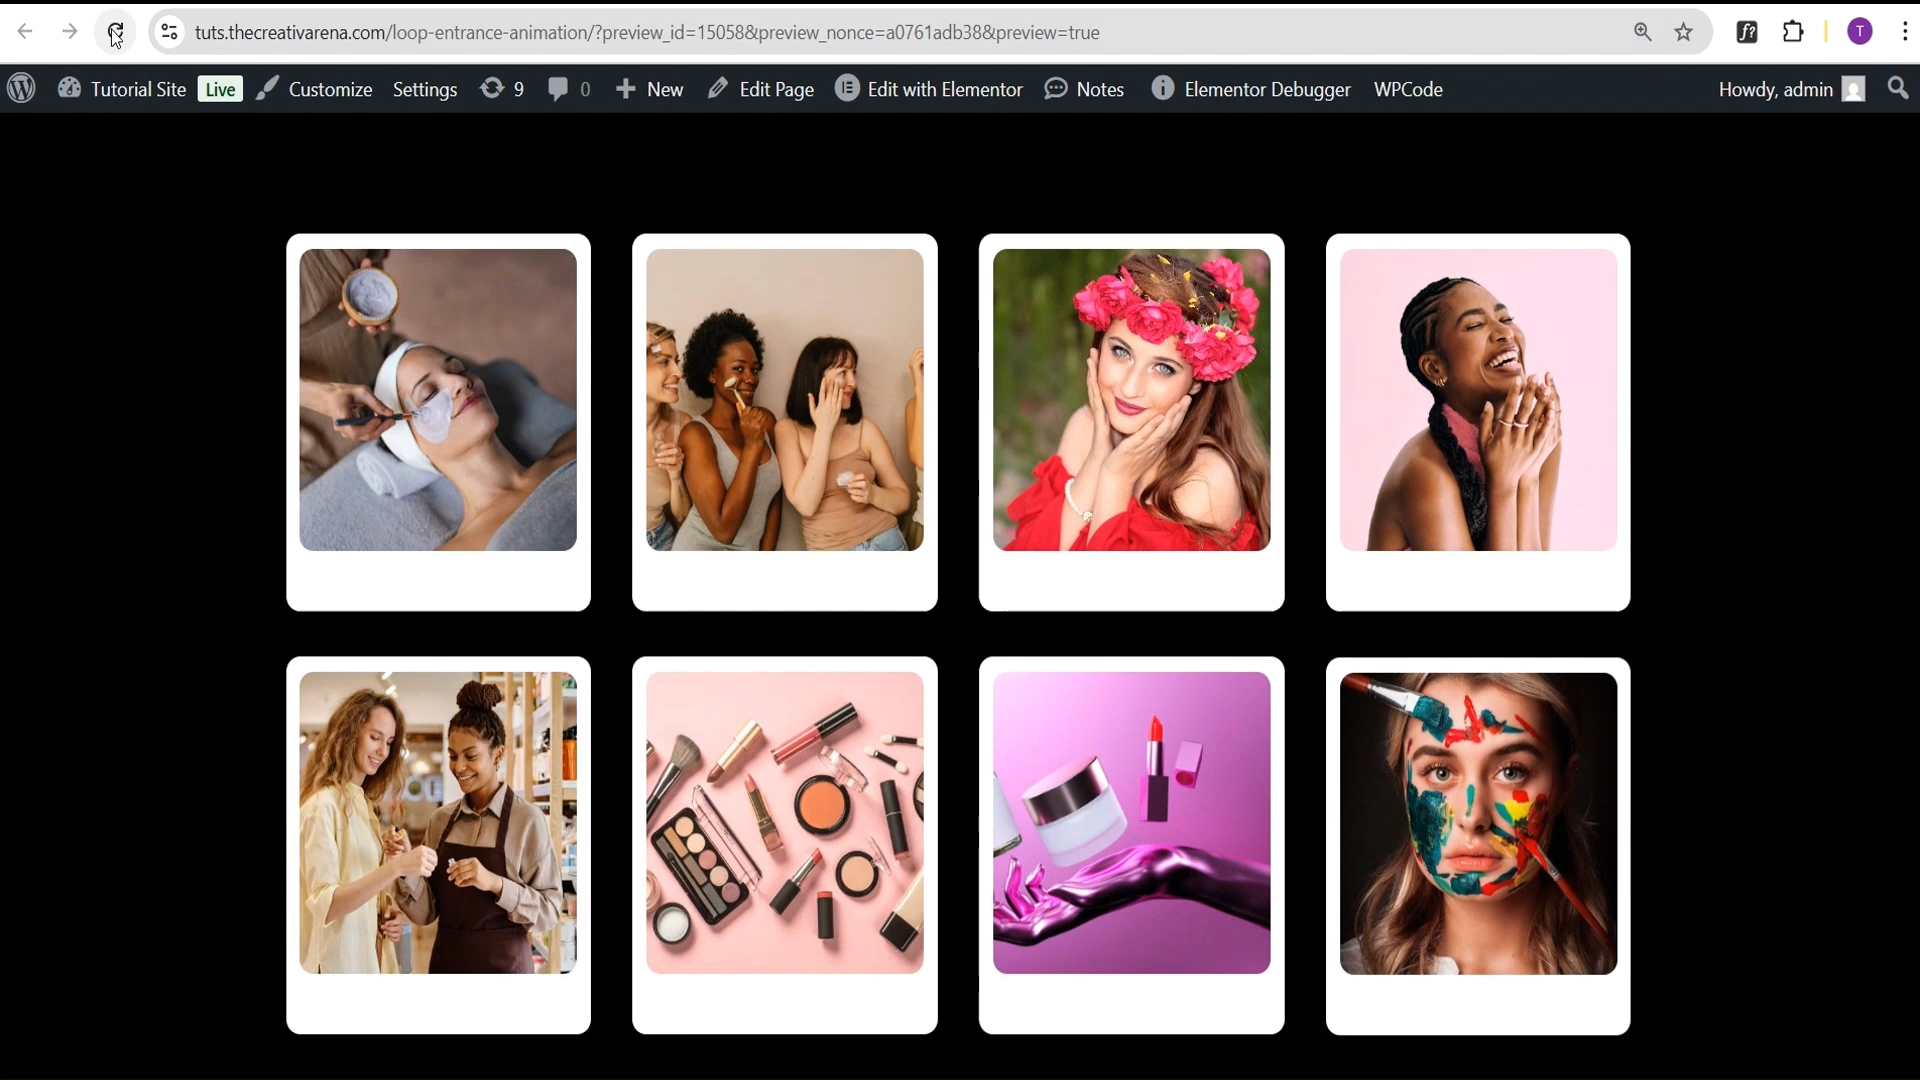 tuts.thecreativarena.com/loop-entrance-animation/?preview_id=15058&preview_nonce=a0761adb38&preview=true
f?
T
Tutorial Site Live Customize Settings 9 0 New Edit Page Edit with Elementor Notes Elementor Debugger WPCode Howdy, admin